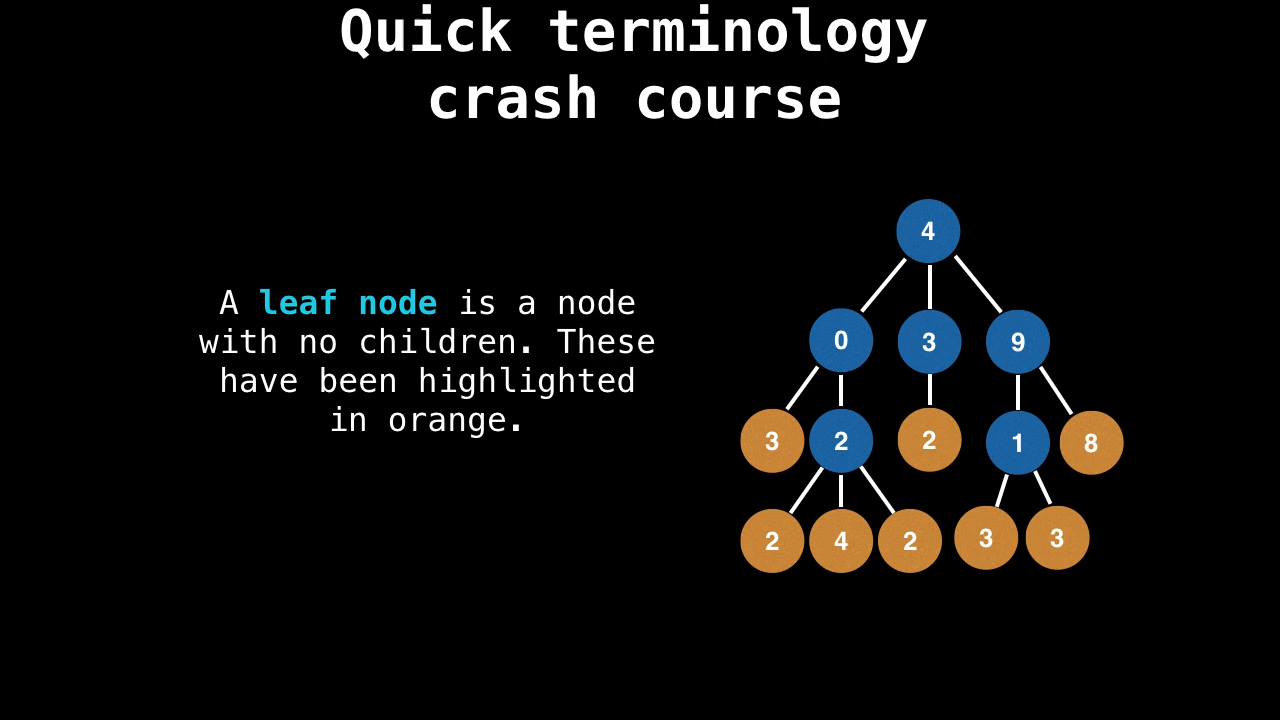 Quick terminology
crash course
A leaf node is a node
with no children. These
have been highlighted
in orange.
4
0 3 9
3 2 2 1 8
2 4 2 3 3